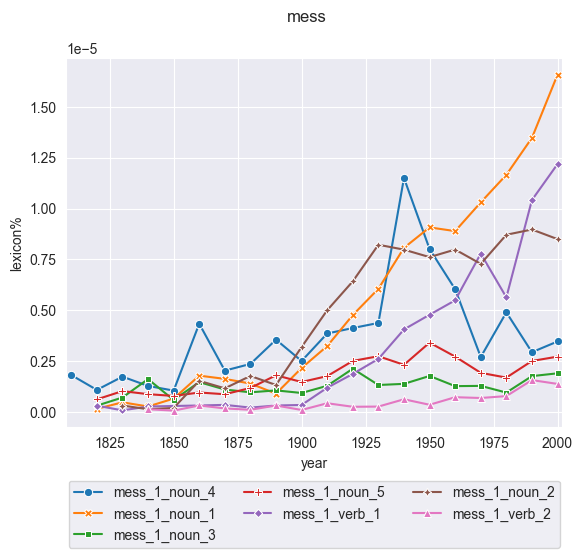 mess
1e−5
1.50
1.25
1.00
0.75
0.50
0.25
0.00
lexicon%
1825 1850 1875 1900 1925 1950 1975 2000
year
mess_1_noun_4 mess_1_noun_5 mess_1_noun_2
mess_1_noun_1 mess_1_verb_1 mess_1_verb_2
mess_1_noun_3